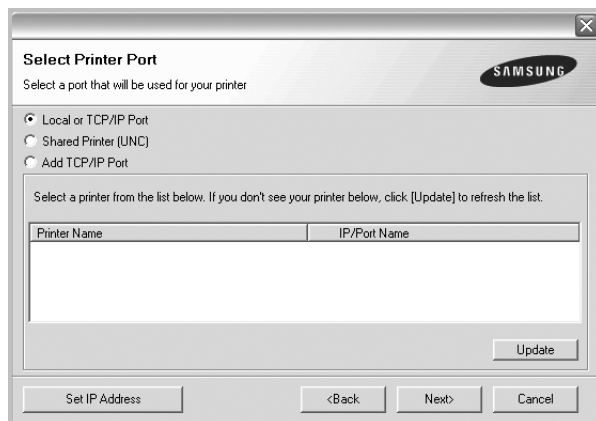 Select Printer Port
Select a port that will be used for your printer
SAMSUNG
Local or TCP/IP Port
Shared Printer (UNC)
Add TCP/IP Port
Select a printer from the list below. If you don't see your printer below, click [Update] to refresh the list.
Printer Name IP/Port Name
Update
Set IP Address <Back Next> Cancel